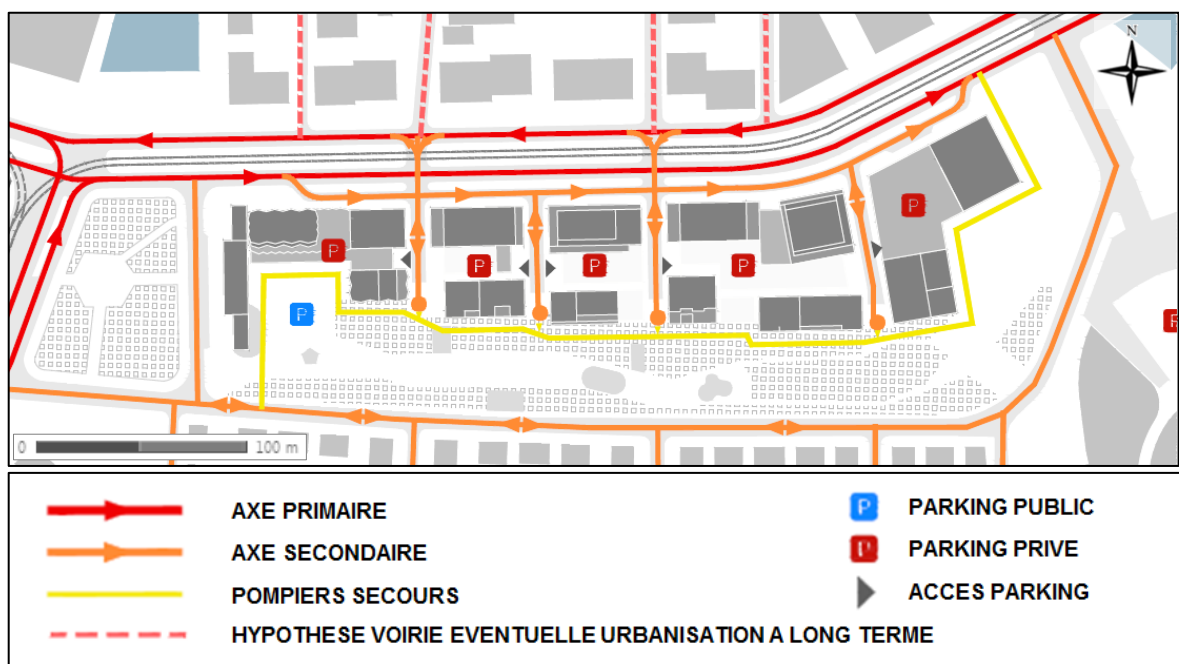 N
P
P
P
P
P
P
P
0 100 m
AXE PRIMAIRE
P PARKING PUBLIC
AXE SECONDAIRE
P PARKING PRIVE
POMPIERS SECOURS
ACCES PARKING
HYPOTHESE VOIRIE EVENTUELLE URBANISATION A LONG TERME